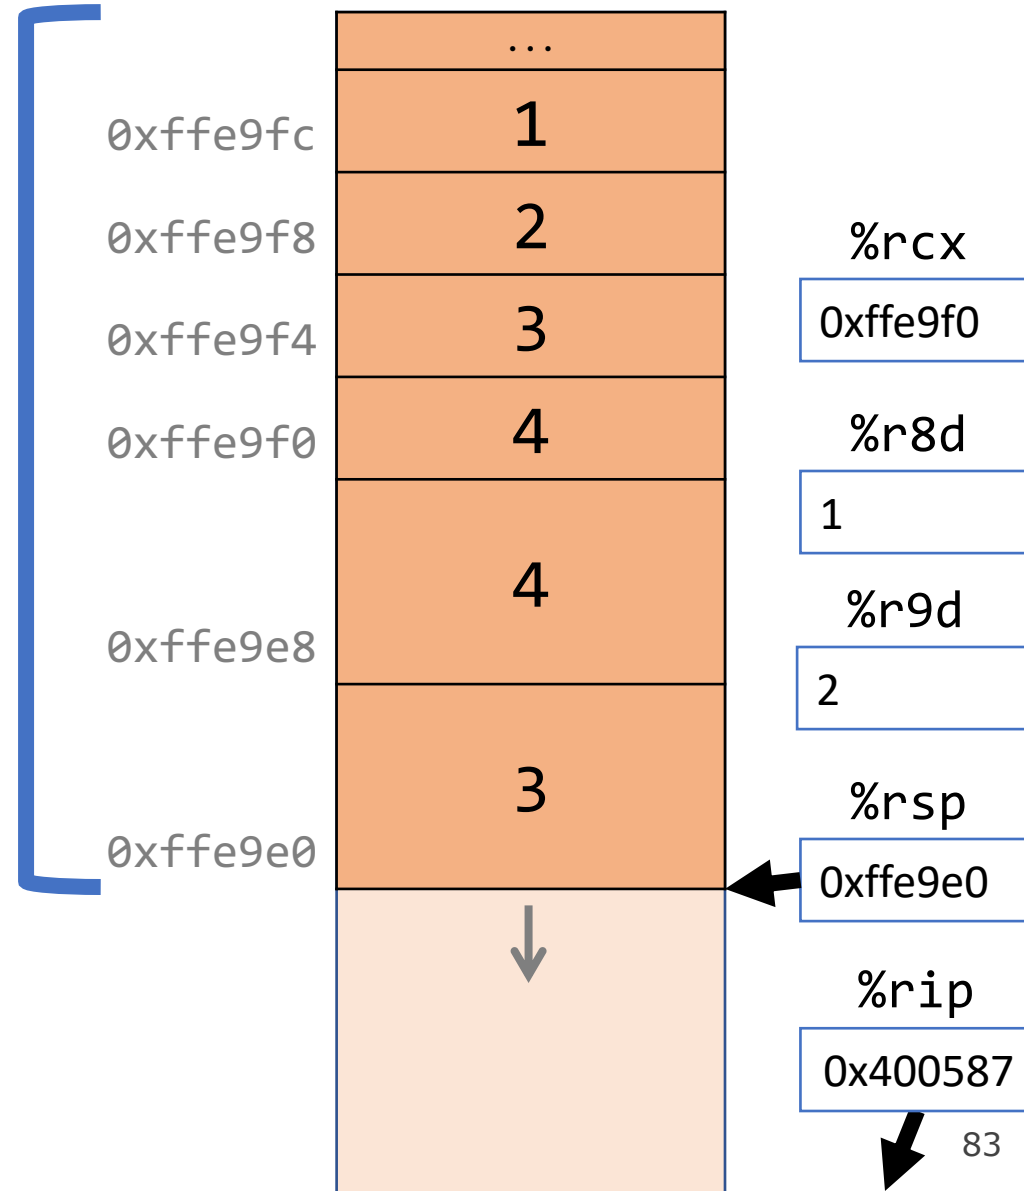 ...
0xffe9fc
1
0xffe9f8
2
0xffe9f4
3
0xffe9f0
4
0xffe9e8
4
0xffe9e0
3
%rcx
0xffe9f0
%r8d
1
%r9d
2
%rsp
0xffe9e0
%rip
0x400587
83